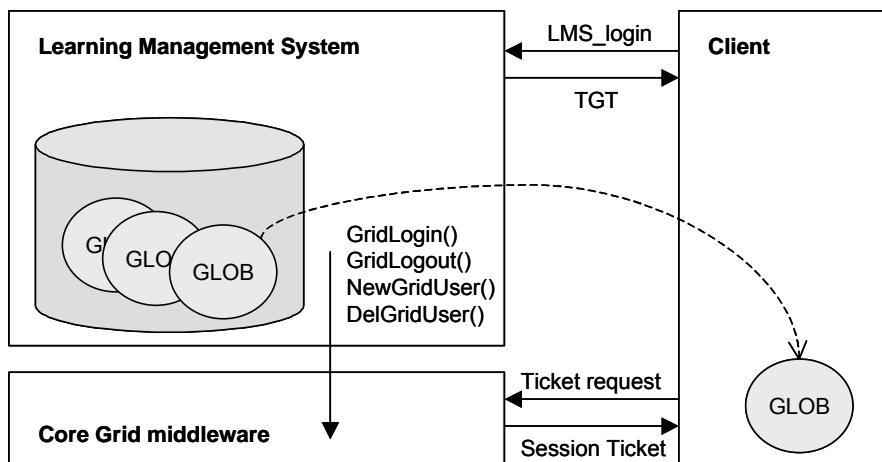 Learning Management System
LMS_login
Client
TGT
GLOB
GLOB
GridLogin()
GridLogout()
NewGridUser()
DelGridUser()
Ticket request
GLOB
Core Grid middleware
Session Ticket